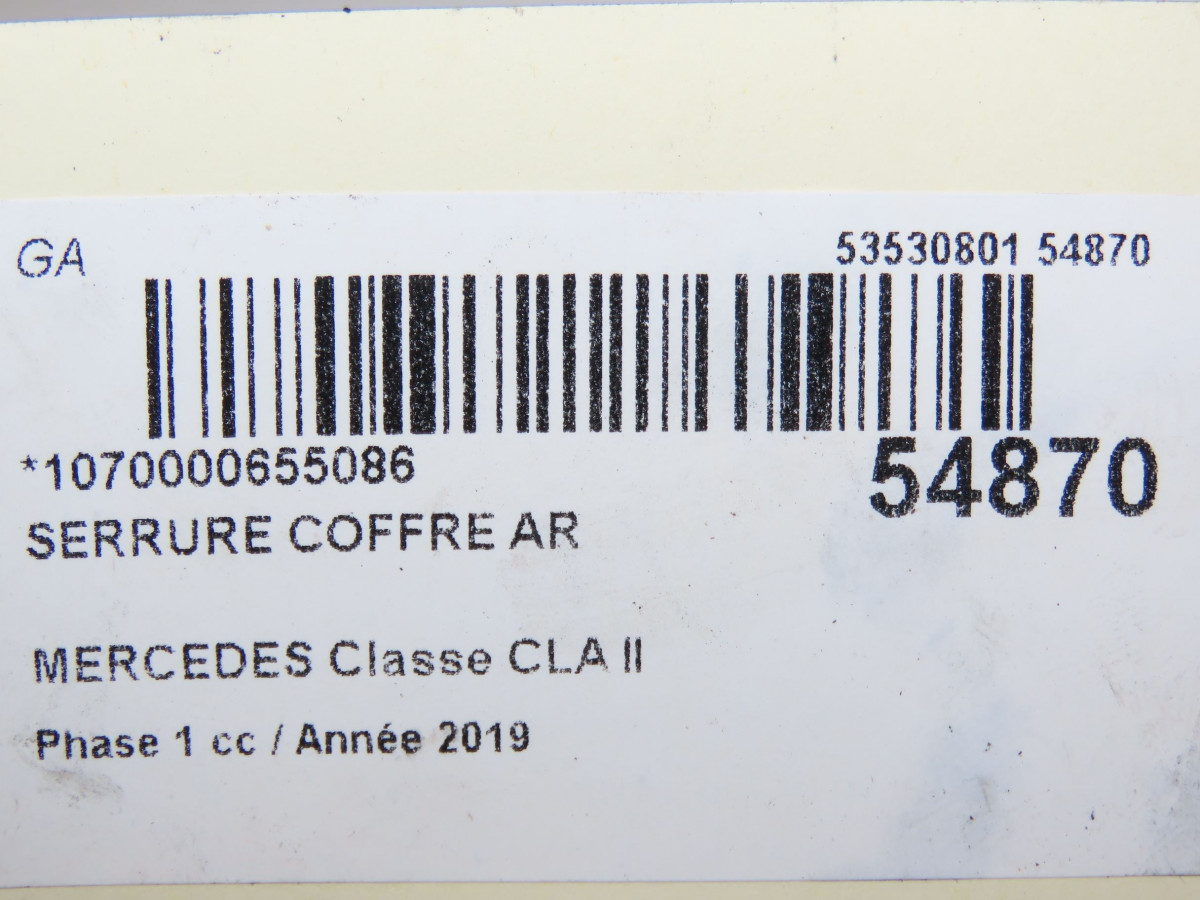 GA
53530801 54870
*1070000655086
54870
SERRURE COFFRE AR
MERCEDES Classe CLA II
Phase 1 cc / Année 2019